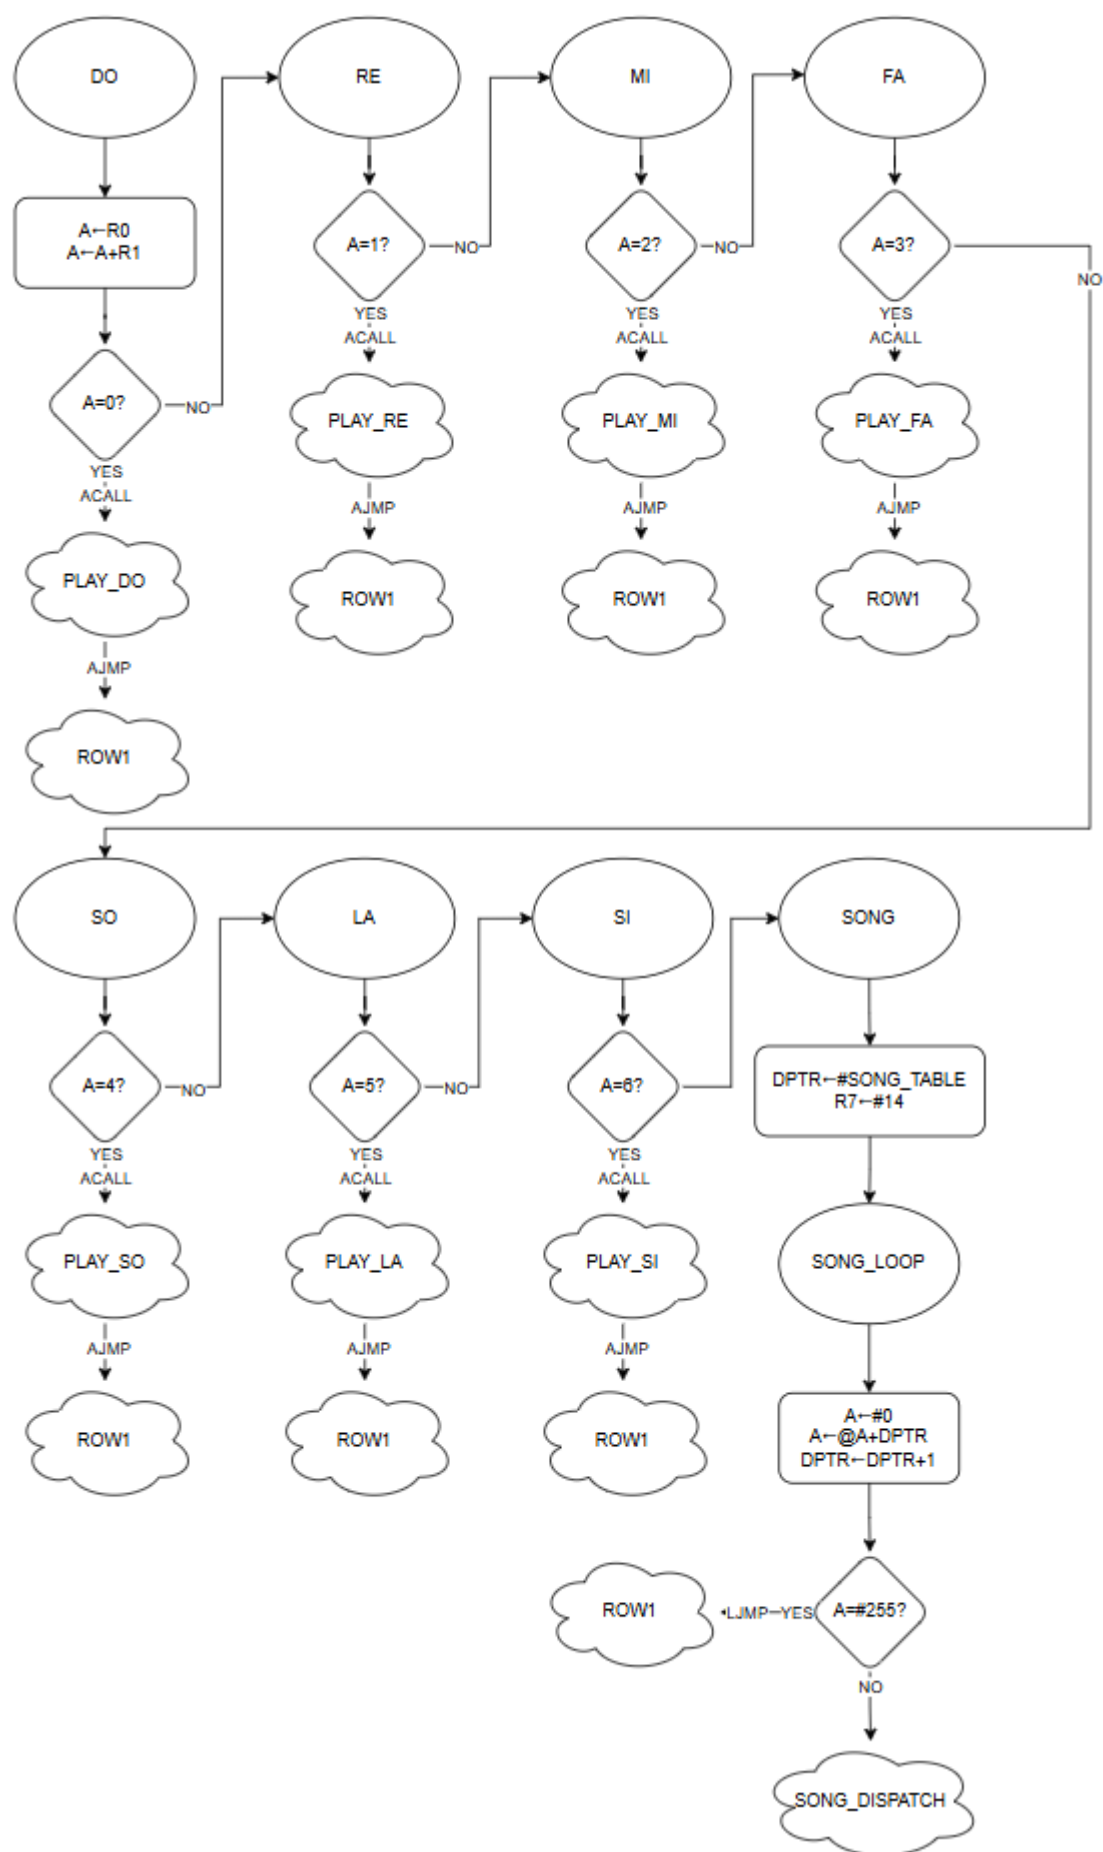 DO
RE
MI
FA
A←R0
A←A+R1
A=1?
NO
A=2?
NO
A=3?
NO
YES
ACALL
YES
ACALL
YES
ACALL
A=0?
NO
PLAY_RE
PLAY_MI
PLAY_FA
YES
ACALL
AJMP
AJMP
AJMP
PLAY_DO
ROW1
ROW1
ROW1
AJMP
ROW1
SO
LA
SI
SONG
A=4?
NO
A=5?
NO
A=6?
DPTR←#SONG_TABLE
R7←#14
YES
ACALL
YES
ACALL
YES
ACALL
PLAY_SO
PLAY_LA
PLAY_SI
SONG_LOOP
AJMP
AJMP
AJMP
ROW1
ROW1
ROW1
A←#0
A←@A+DPTR
DPTR←DPTR+1
ROW1
LJMP
YES
A=#255?
NO
SONG_DISPATCH